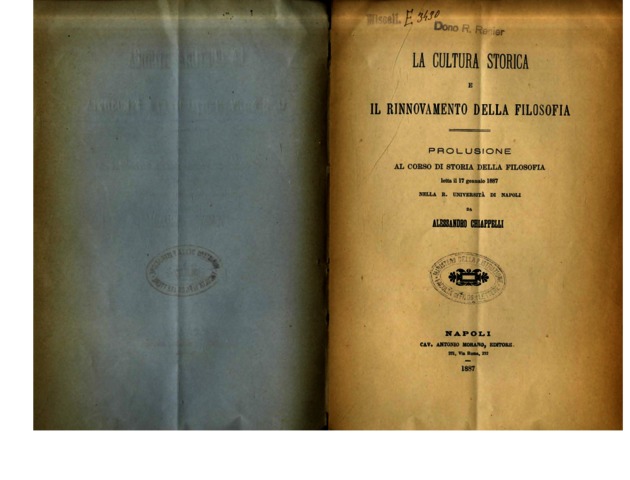 Miscell. E. 3430
Dono R. Renier
LA CULTURA STORICA
E
IL RINNOVAMENTO DELLA FILOSOFIA
PROLUSIONE
AL CORSO DI STORIA DELLA FILOSOFIA
letta il 17 gennaio 1887
NELLA R. UNIVERSITÀ DI NAPOLI
DA
ALESSANDRO CHIAPPELLI
NAPOLI
CAV. ANTONIO MORANO, EDITORE
Via Roma,
1887